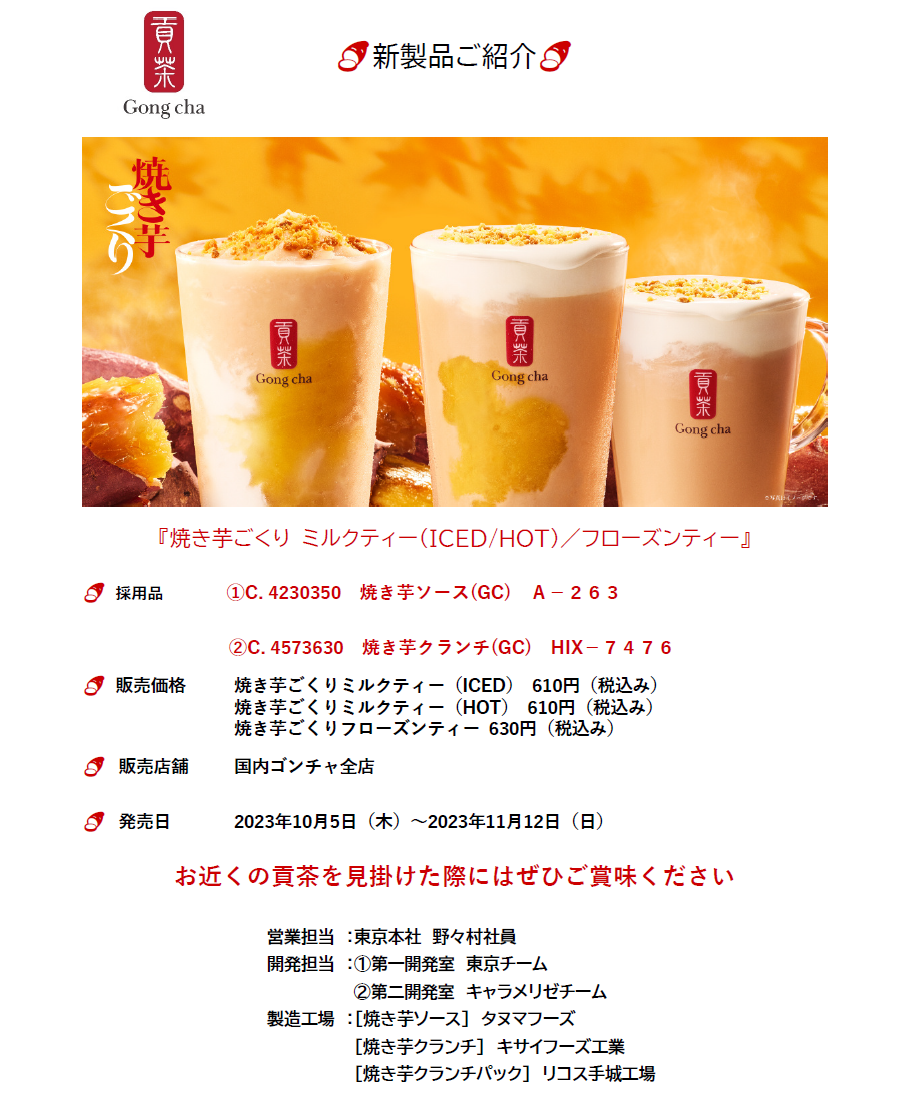 貢茶
Gong cha
新製品ご紹介
焼き芋
ごくり
貢茶
Gong cha
貢茶
Gong cha
貢茶
Gong cha
『焼き芋ごくり ミルクティー(ICED/HOT)／フローズンティー』
採用品 ①C. 4230350 焼き芋ソース(GC) A－２６３
②C. 4573630 焼き芋クランチ(GC) HIX－７４７６
販売価格 焼き芋ごくりミルクティー（ICED） 610円（税込み）
焼き芋ごくりミルクティー（HOT） 610円（税込み）
焼き芋ごくりフローズンティー 630円（税込み）
販売店舗 国内ゴンチャ全店
発売日 2023年10月5日（木）～2023年11月12日（日）
お近くの貢茶を見掛けた際にはぜひご賞味ください
営業担当 ：東京本社 野々村社員
開発担当 ：①第一開発室 東京チーム
②第二開発室 キャラメリゼチーム
製造工場 ：［焼き芋ソース］ タヌマフーズ
［焼き芋クランチ］ キサイフーズ工業
［焼き芋クランチパック］ リコス手城工場